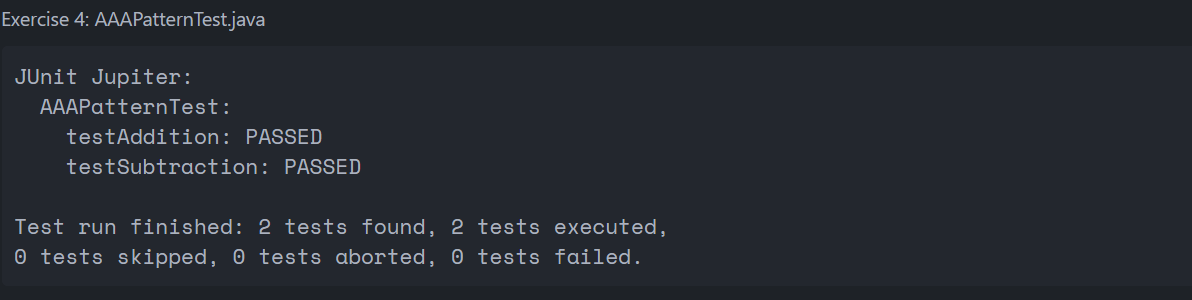 Exercise 4: AAAPatternTest.java
JUnit Jupiter:
AAAPatternTest:
testAddition: PASSED
testSubtraction: PASSED
Test run finished: 2 tests found, 2 tests executed,
0 tests skipped, 0 tests aborted, 0 tests failed.